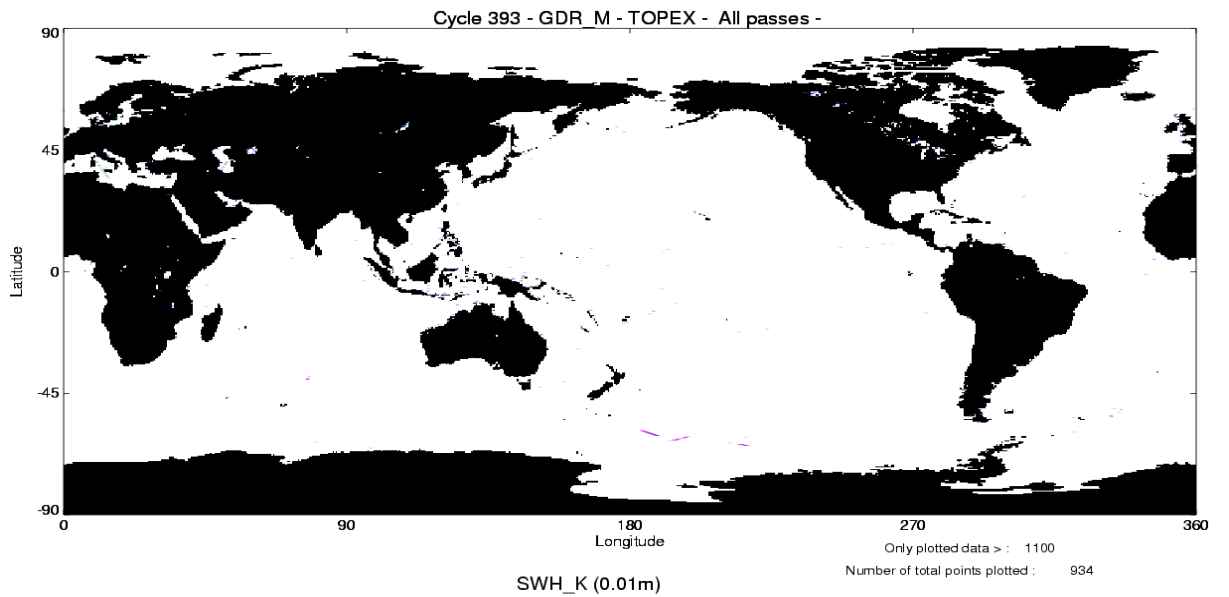 Cycle 393 - GDR_M - TOPEX - All passes -
90
45
0
-45
-90
Latitude
0 90 180 270 360
Longitude
Only plotted data > : 1100
Number of total points plotted : 934
SWH_K (0.01m)